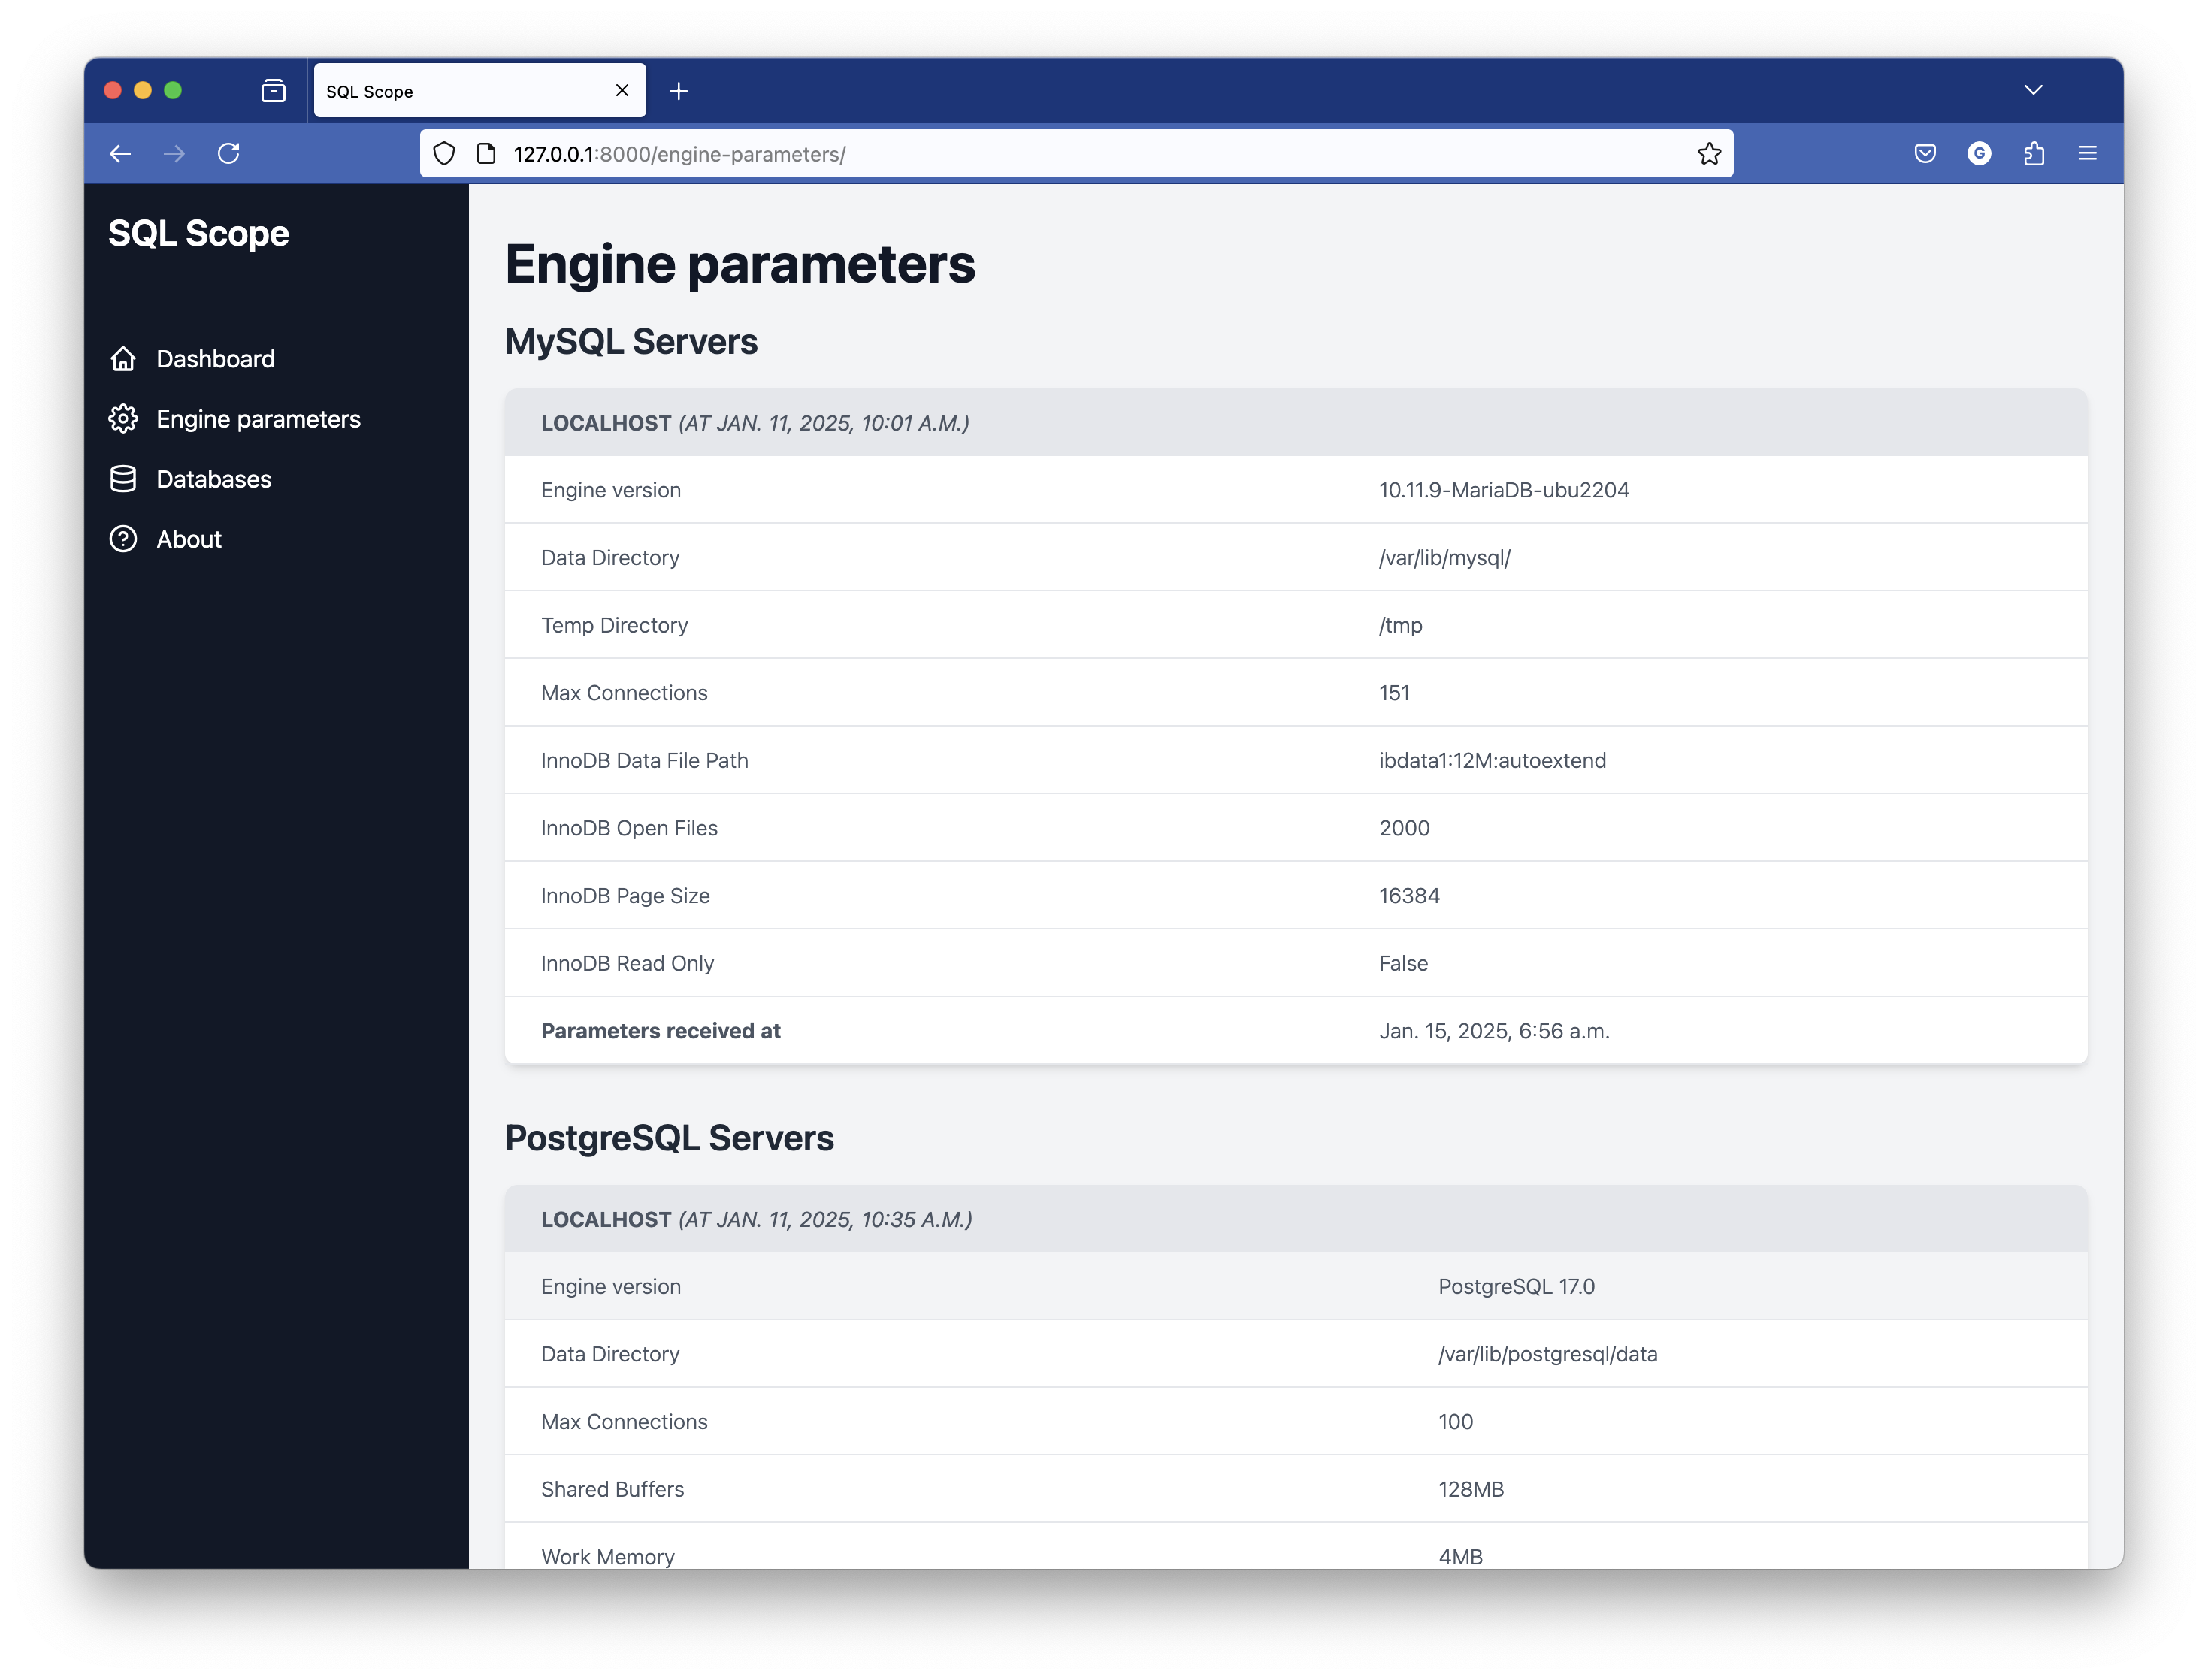 SQL Scope
127.0.0.1:8000/engine-parameters/
G
SQL Scope
Dashboard
Engine parameters
Databases
About
Engine parameters
MySQL Servers
LOCALHOST (AT JAN. 11, 2025, 10:01 A.M.)
Engine version 10.11.9-MariaDB-ubu2204
Data Directory /var/lib/mysql/
Temp Directory /tmp
Max Connections 151
InnoDB Data File Path ibdata1:12M:autoextend
InnoDB Open Files 2000
InnoDB Page Size 16384
InnoDB Read Only False
Parameters received at Jan. 15, 2025, 6:56 a.m.
PostgreSQL Servers
LOCALHOST (AT JAN. 11, 2025, 10:35 A.M.)
Engine version PostgreSQL 17.0
Data Directory /var/lib/postgresql/data
Max Connections 100
Shared Buffers 128MB
Work Memory 4MB